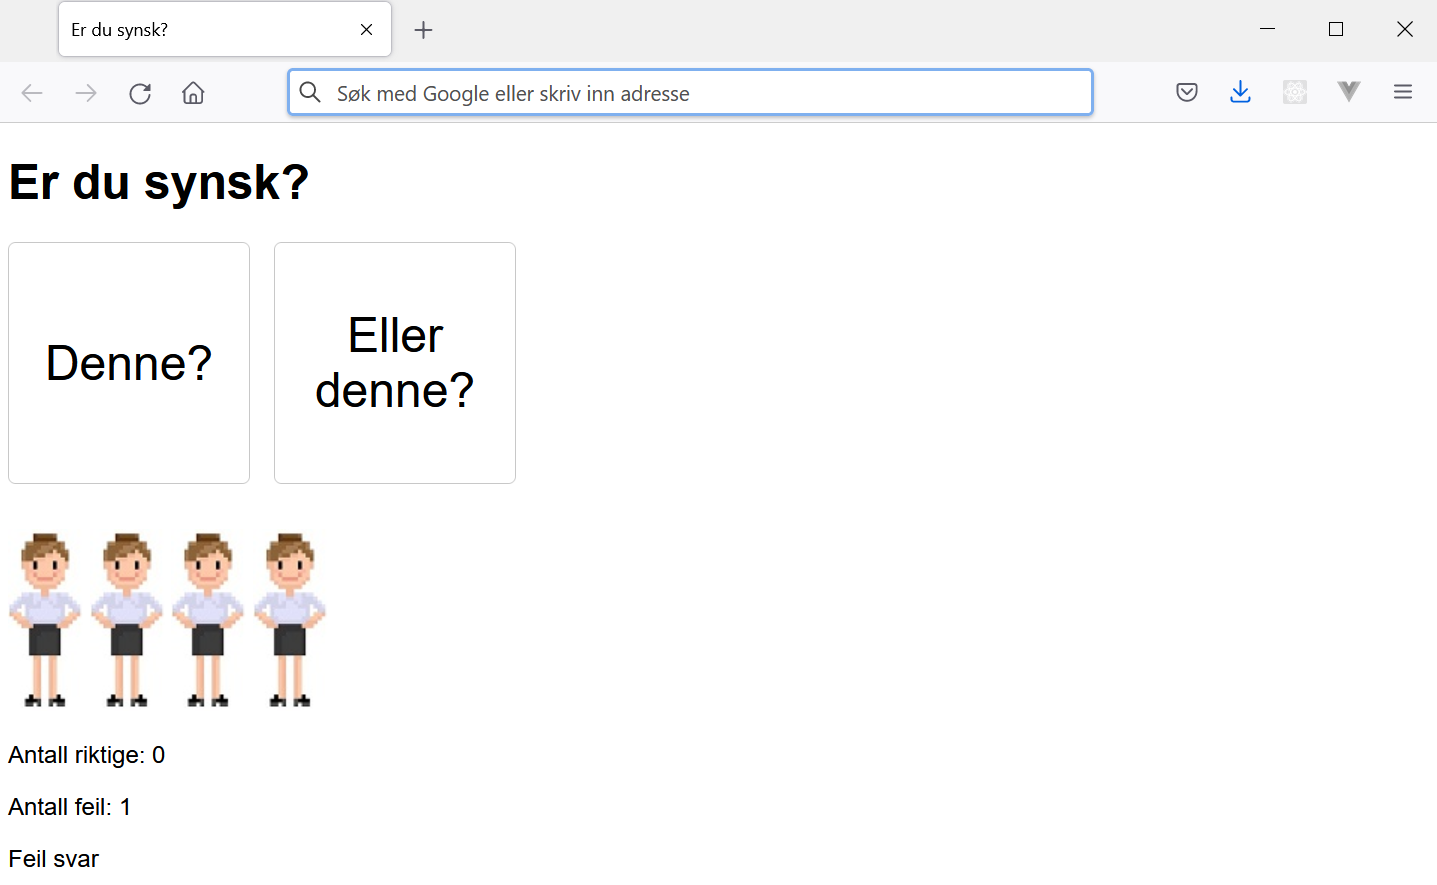 Er du synsk?
Søk med Google eller skriv inn adresse
Er du synsk?
Denne?
Eller
denne?
Antall riktige: 0
Antall feil: 1
Feil svar